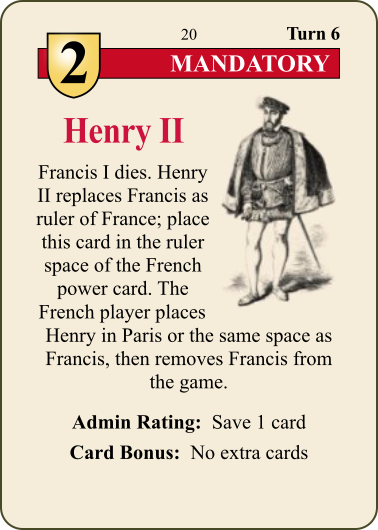 20 Turn 6
2 MANDATORY
Henry II
Francis I dies. Henry
II replaces Francis as
ruler of France; place
this card in the ruler
space of the French
power card. The
French player places
Henry in Paris or the same space as
Francis, then removes Francis from
the game.
Admin Rating: Save 1 card
Card Bonus: No extra cards